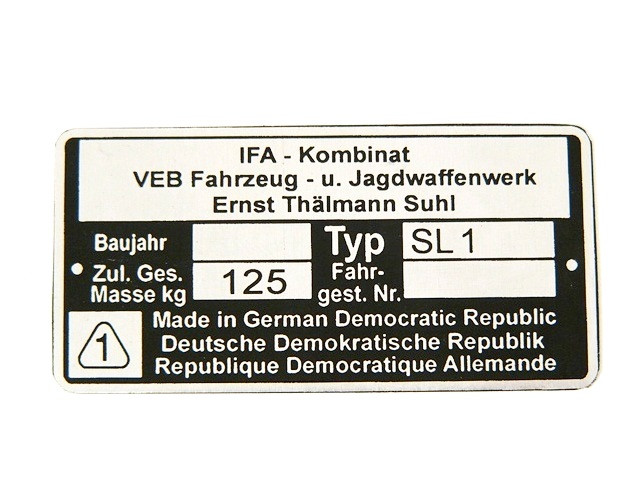 IFA - Kombinat
VEB Fahrzeug - u. Jagdwaffenwerk
Ernst Thälmann Suhl
Baujahr
Typ SL 1
Zul. Ges.
Masse kg 125
Fahr-
gest. Nr.
1
Made in German Democratic Republic
Deutsche Demokratische Republik
Republique Democratique Allemande